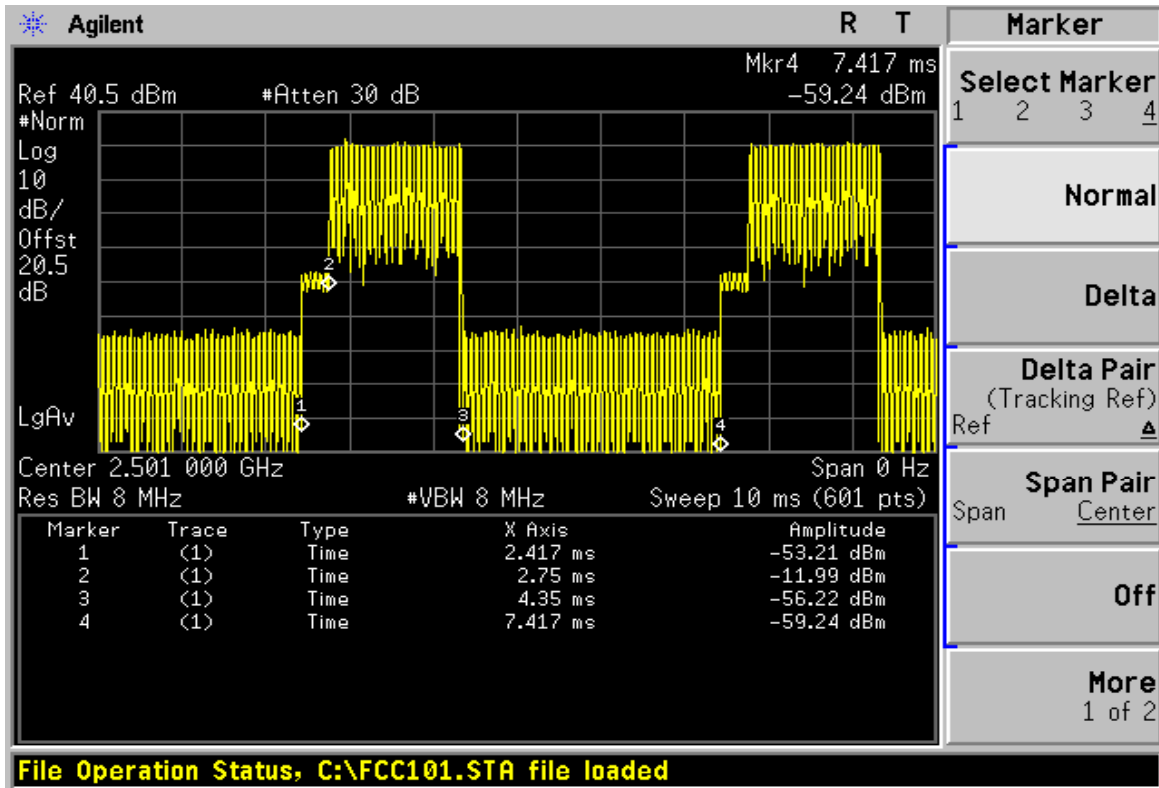 Agilent R T
Mkr4 7.417 ms
Ref 40.5 dBm #Atten 30 dB -59.24 dBm
#Norm
Log
10
dB/
Offst
20.5
dB
LgAv
1
2
3
4
Center 2.501 000 GHz Span 0 Hz
Res BW 8 MHz #VBW 8 MHz Sweep 10 ms (601 pts)
Marker Trace Type X Axis Amplitude
1 (1) Time 2.417 ms -53.21 dBm
2 (1) Time 2.75 ms -11.99 dBm
3 (1) Time 4.35 ms -56.22 dBm
4 (1) Time 7.417 ms -59.24 dBm
File Operation Status, C:\FCC101.STA file loaded
Marker
Select Marker
1 2 3 4
Normal
Delta
Delta Pair
(Tracking Ref)
Ref Δ
Span Pair
Span Center
Off
More
1 of 2